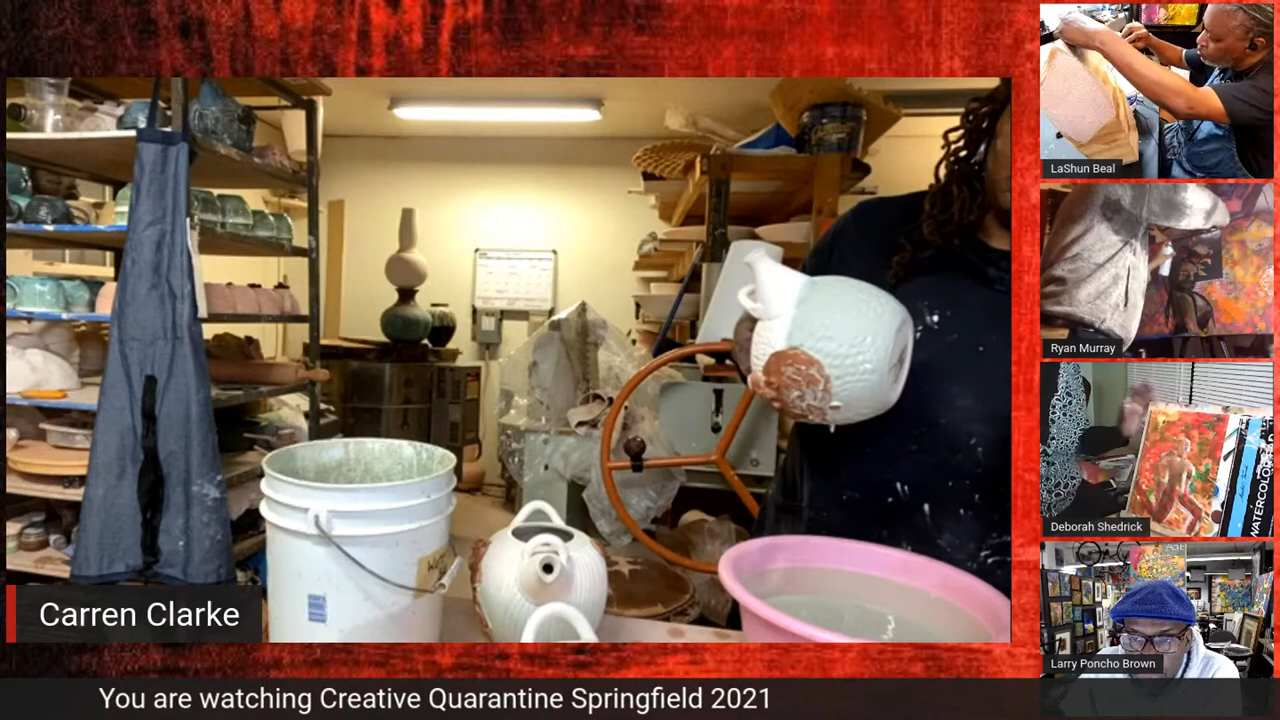 LaShun Beal
Ryan Murray
Deborah Shedrick
WATERCOLOR
Larry Poncho Brown
Carren Clarke
You are watching Creative Quarantine Springfield 2021